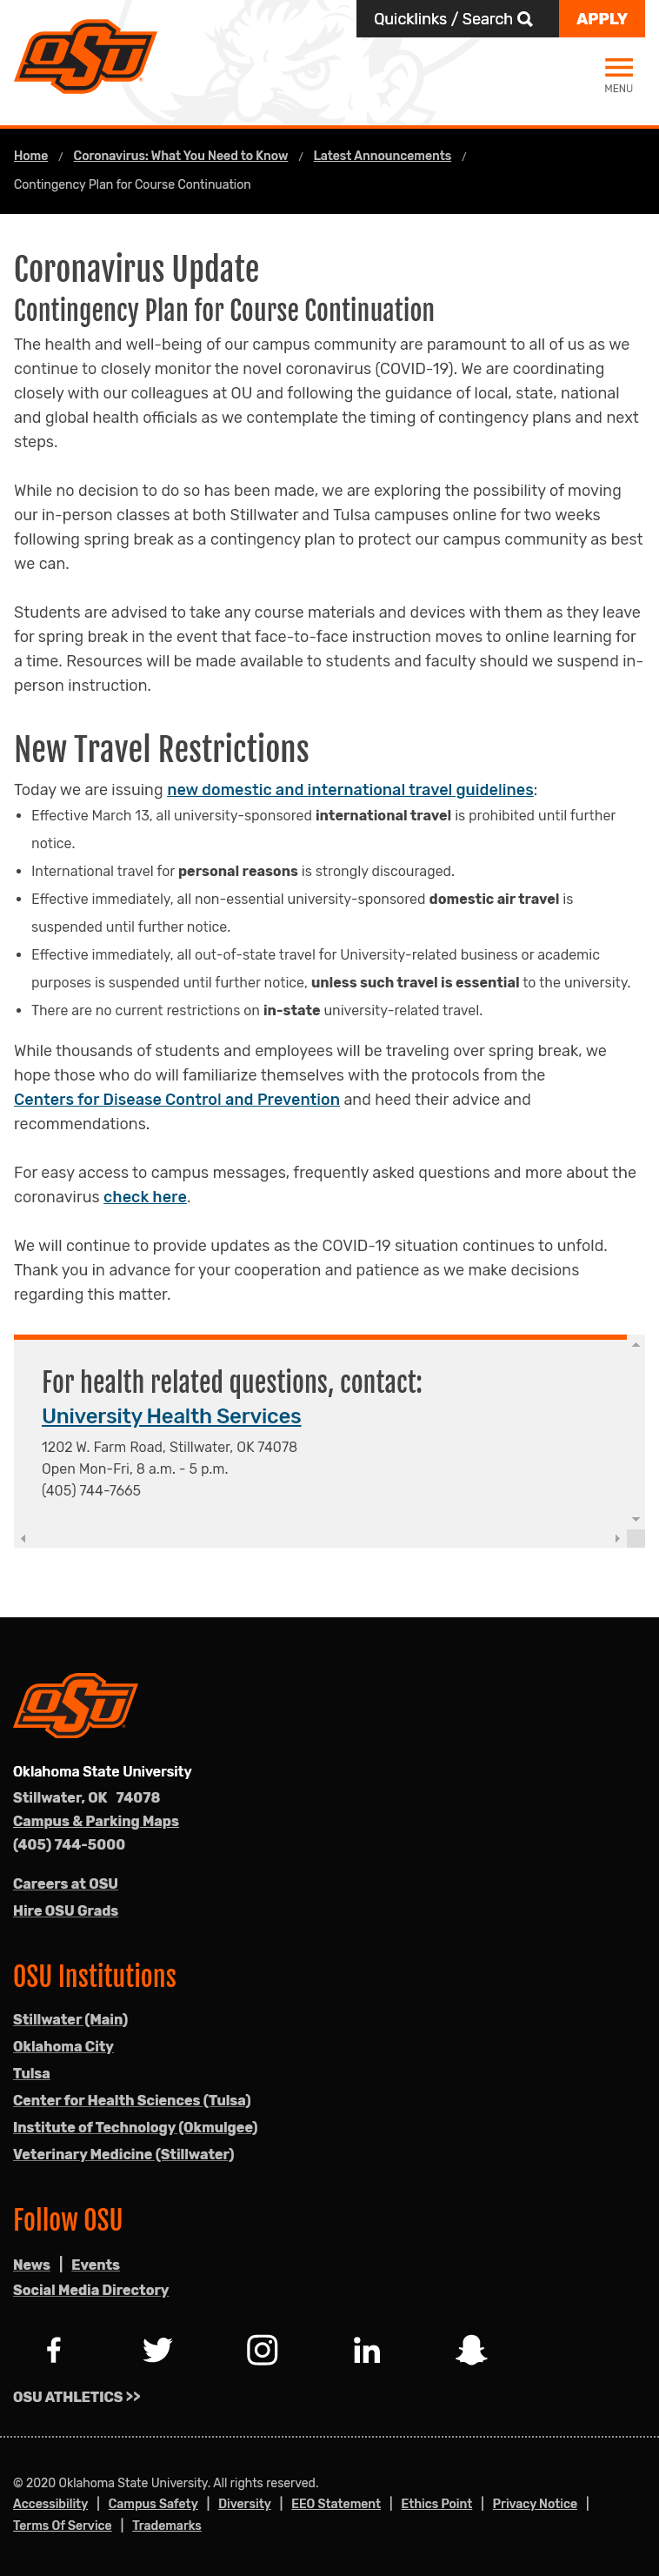 Quicklinks / Search
APPLY
OSU
MENU
Home / Coronavirus: What You Need to Know / Latest Announcements /
Contingency Plan for Course Continuation
Coronavirus Update
Contingency Plan for Course Continuation
The health and well-being of our campus community are paramount to all of us as we
continue to closely monitor the novel coronavirus (COVID-19). We are coordinating
closely with our colleagues at OU and following the guidance of local, state, national
and global health officials as we contemplate the timing of contingency plans and next
steps.
While no decision to do so has been made, we are exploring the possibility of moving
our in-person classes at both Stillwater and Tulsa campuses online for two weeks
following spring break as a contingency plan to protect our campus community as best
we can.
Students are advised to take any course materials and devices with them as they leave
for spring break in the event that face-to-face instruction moves to online learning for
a time. Resources will be made available to students and faculty should we suspend in-
person instruction.
New Travel Restrictions
Today we are issuing new domestic and international travel guidelines:
• Effective March 13, all university-sponsored international travel is prohibited until further
notice.
• International travel for personal reasons is strongly discouraged.
• Effective immediately, all non-essential university-sponsored domestic air travel is
suspended until further notice.
• Effective immediately, all out-of-state travel for University-related business or academic
purposes is suspended until further notice, unless such travel is essential to the university.
• There are no current restrictions on in-state university-related travel.
While thousands of students and employees will be traveling over spring break, we
hope those who do will familiarize themselves with the protocols from the
Centers for Disease Control and Prevention and heed their advice and
recommendations.
For easy access to campus messages, frequently asked questions and more about the
coronavirus check here.
We will continue to provide updates as the COVID-19 situation continues to unfold.
Thank you in advance for your cooperation and patience as we make decisions
regarding this matter.
For health related questions, contact:
University Health Services
1202 W. Farm Road, Stillwater, OK 74078
Open Mon-Fri, 8 a.m. - 5 p.m.
(405) 744-7665
OSU
Oklahoma State University
Stillwater, OK 74078
Campus & Parking Maps
(405) 744-5000
Careers at OSU
Hire OSU Grads
OSU Institutions
Stillwater (Main)
Oklahoma City
Tulsa
Center for Health Sciences (Tulsa)
Institute of Technology (Okmulgee)
Veterinary Medicine (Stillwater)
Follow OSU
News | Events
Social Media Directory
OSU ATHLETICS >>
© 2020 Oklahoma State University. All rights reserved.
Accessibility | Campus Safety | Diversity | EEO Statement | Ethics Point | Privacy Notice |
Terms Of Service | Trademarks